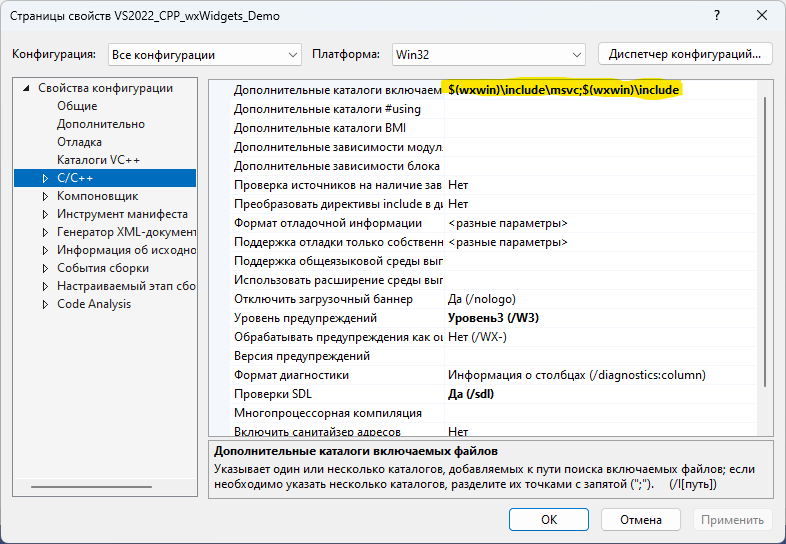 Страницы свойств VS2022_CPP_wxWidgets_Demo
Конфигурация: Все конфигурации Платформа: Win32 Диспетчер конфигураций...
Свойства конфигурации
Общие
Дополнительно
Отладка
Каталоги VC++
C/C++
Компоновщик
Инструмент манифеста
Генератор XML-документ
Информация об исходно
События сборки
Настраиваемый этап сбо
Code Analysis
Дополнительные каталоги включаем $(wxwin)\include\msvc;$(wxwin)\include
Дополнительные каталоги #using
Дополнительные каталоги BMI
Дополнительные зависимости модул
Дополнительные зависимости блока
Проверка источников на наличие зав Нет
Преобразовать директивы include в ди Нет
Формат отладочной информации <разные параметры>
Поддержка отладки только собственн <разные параметры>
Поддержка общеязыковой среды вып
Использовать расширение среды вып
Отключить загрузочный баннер Да (/nologo)
Уровень предупреждений Уровень3 (/W3)
Обрабатывать предупреждения как ош Нет (/WX-)
Версия предупреждений
Формат диагностики Информация о столбцах (/diagnostics:column)
Проверки SDL Да (/sdl)
Многопроцессорная компиляция
Включить санитайзер адресов Нет
Дополнительные каталоги включаемых файлов
Указывает один или несколько каталогов, добавляемых к пути поиска включаемых файлов; если
необходимо указать несколько каталогов, разделите их точками с запятой (";"). (/I[путь])
ОК Отмена Применить